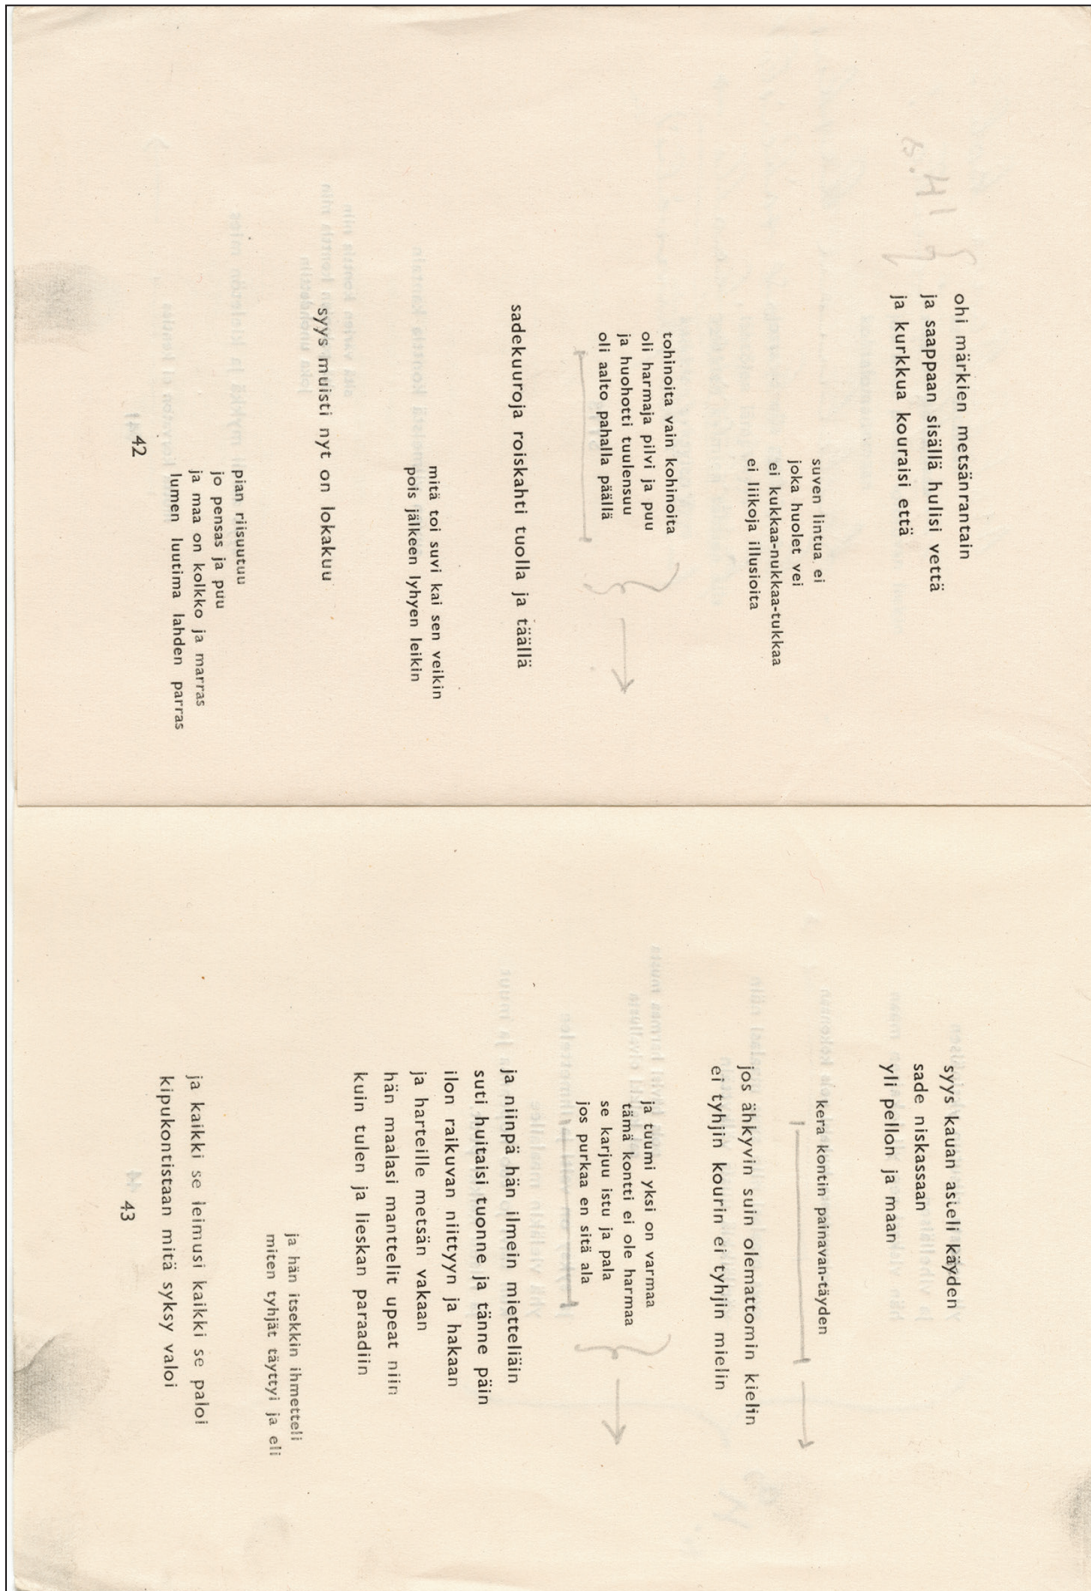 ohi märkien metsänrantain
ja saappaan sisällä hulisi vettä
ja kurkkua kouraisi että
suven lintua ei
joka huolet vei
ei kukkaa-nukkaa-tukkaa
ei liikoja illusioita
tohinoita vain kohinoita
oli harmaja pilvi ja puu
ja huohotti tuulensuu
oli aalto pahalla päällä
sadekuuroja roiskahti tuolla ja täällä
mitä toi suvi kai sen veikin
pois jälkeen lyhyen leikin
syys muisti nyt on lokakuu
pian riisuutuu
jo pensas ja puu
ja maa on kolkko ja marras
lumen luutima lahden parras
42
syys kauan asteli käyden
sade niskassaan
yli pellon ja maan
kera kontin painavan-täyden
jos ähkyvin suin olemattomin kielin
ei tyhjin kourin ei tyhjin mielin
ja tuumi yksi on varmaa
tämä kontti ei ole harmaa
se karjuu istu ja pala
jos purkaa en sitä ala
ja niinpä hän ilmein mietteliäin
suti huitaisi tuonne ja tänne päin
ilon raikuvan niittyyn ja hakaan
ja harteille metsän vakaan
hän maalasi manttelit upeat niin
kuin tulen ja lieskan paraadiin
ja hän itsekkin ihmetteli
miten tyhjät täyttyi ja eli
ja kaikki se leimusi kaikki se paloi
kipukontistaan mitä syksy valoi
43